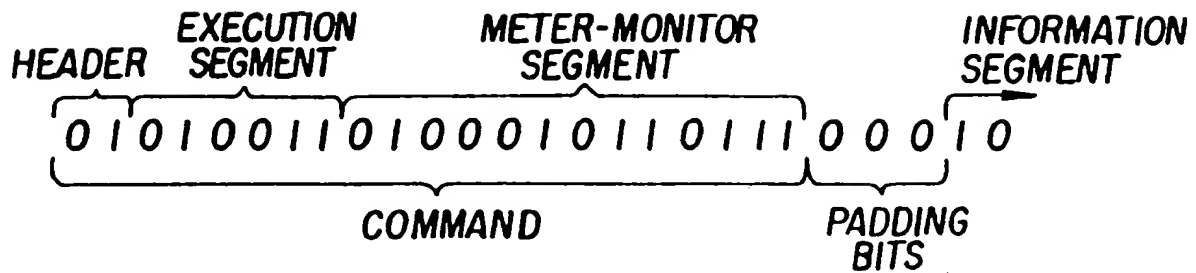 HEADER EXECUTION SEGMENT METER-MONITOR SEGMENT INFORMATION SEGMENT
0 1 0 1 0 0 1 1 0 1 0 0 0 1 0 1 1 0 1 1 1 0 0 0 1 0
COMMAND PADDING BITS